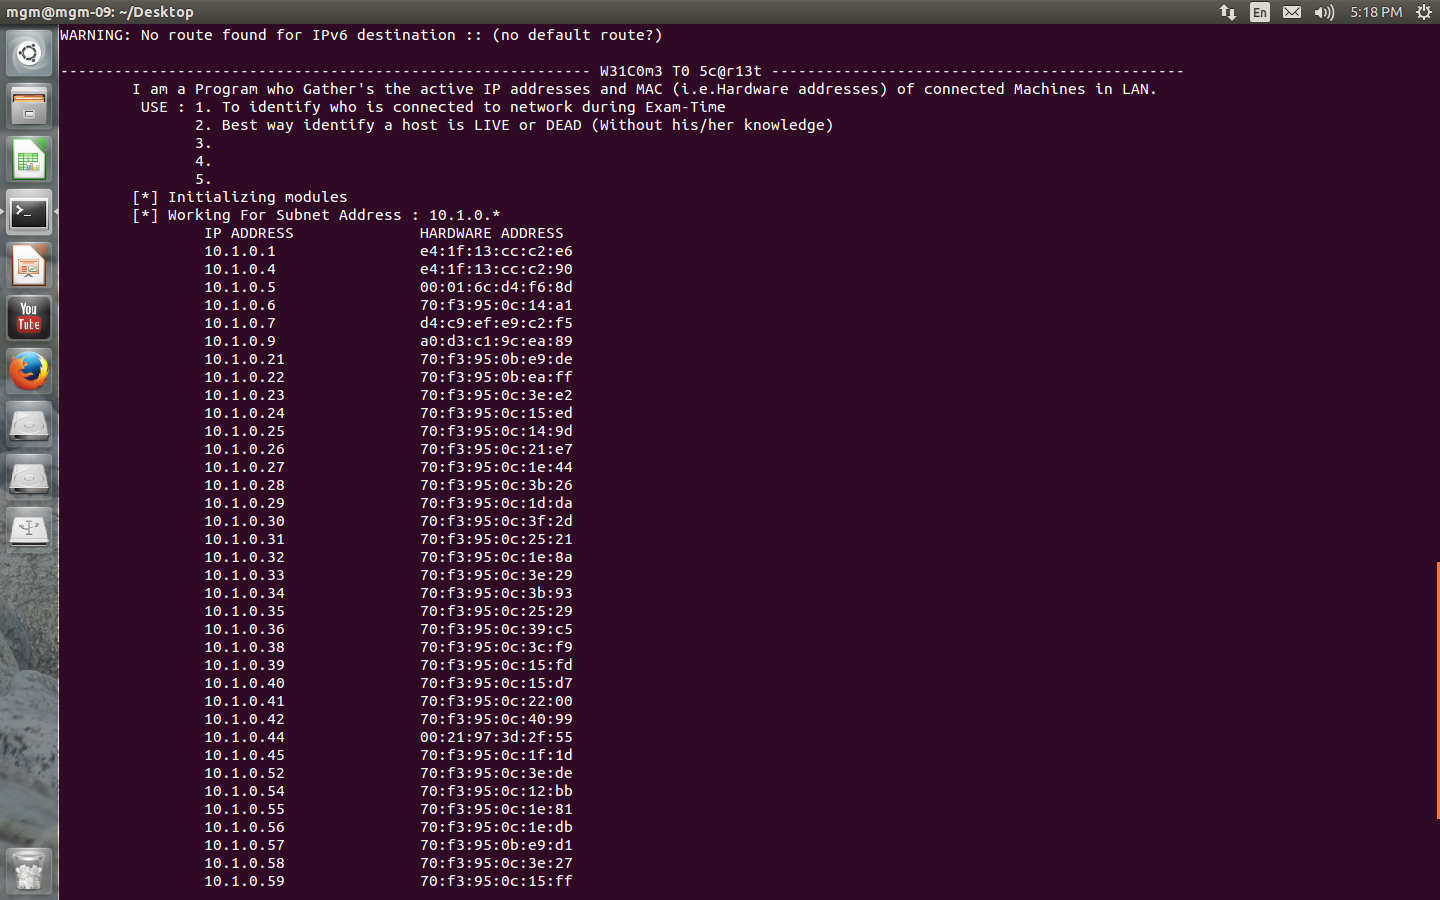 mgm@mgm-09: ~/Desktop
En
5:18 PM
WARNING: No route found for IPv6 destination :: (no default route?)
----------------------------------------------------------- W31C0m3 T0 5c@r13t ----------------------------------------------
I am a Program who Gather's the active IP addresses and MAC (i.e.Hardware addresses) of connected Machines in LAN.
USE : 1. To identify who is connected to network during Exam-Time
2. Best way identify a host is LIVE or DEAD (Without his/her knowledge)
3.
4.
5.
[*] Initializing modules
[*] Working For Subnet Address : 10.1.0.*
IP ADDRESS HARDWARE ADDRESS
10.1.0.1 e4:1f:13:cc:c2:e6
10.1.0.4 e4:1f:13:cc:c2:90
10.1.0.5 00:01:6c:d4:f6:8d
10.1.0.6 70:f3:95:0c:14:a1
10.1.0.7 d4:c9:ef:e9:c2:f5
10.1.0.9 a0:d3:c1:9c:ea:89
10.1.0.21 70:f3:95:0b:e9:de
10.1.0.22 70:f3:95:0b:ea:ff
10.1.0.23 70:f3:95:0c:3e:e2
10.1.0.24 70:f3:95:0c:15:ed
10.1.0.25 70:f3:95:0c:14:9d
10.1.0.26 70:f3:95:0c:21:e7
10.1.0.27 70:f3:95:0c:1e:44
10.1.0.28 70:f3:95:0c:3b:26
10.1.0.29 70:f3:95:0c:1d:da
10.1.0.30 70:f3:95:0c:3f:2d
10.1.0.31 70:f3:95:0c:25:21
10.1.0.32 70:f3:95:0c:1e:8a
10.1.0.33 70:f3:95:0c:3e:29
10.1.0.34 70:f3:95:0c:3b:93
10.1.0.35 70:f3:95:0c:25:29
10.1.0.36 70:f3:95:0c:39:c5
10.1.0.38 70:f3:95:0c:3c:f9
10.1.0.39 70:f3:95:0c:15:fd
10.1.0.40 70:f3:95:0c:15:d7
10.1.0.41 70:f3:95:0c:22:00
10.1.0.42 70:f3:95:0c:40:99
10.1.0.44 00:21:97:3d:2f:55
10.1.0.45 70:f3:95:0c:1f:1d
10.1.0.52 70:f3:95:0c:3e:de
10.1.0.54 70:f3:95:0c:12:bb
10.1.0.55 70:f3:95:0c:1e:81
10.1.0.56 70:f3:95:0c:1e:db
10.1.0.57 70:f3:95:0b:e9:d1
10.1.0.58 70:f3:95:0c:3e:27
10.1.0.59 70:f3:95:0c:15:ff
You
Tube